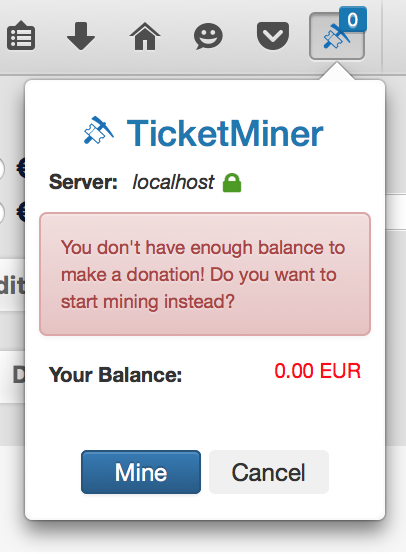 0
TicketMiner
Server: localhost
You don't have enough balance to
make a donation! Do you want to
start mining instead?
Your Balance: 0.00 EUR
Mine Cancel